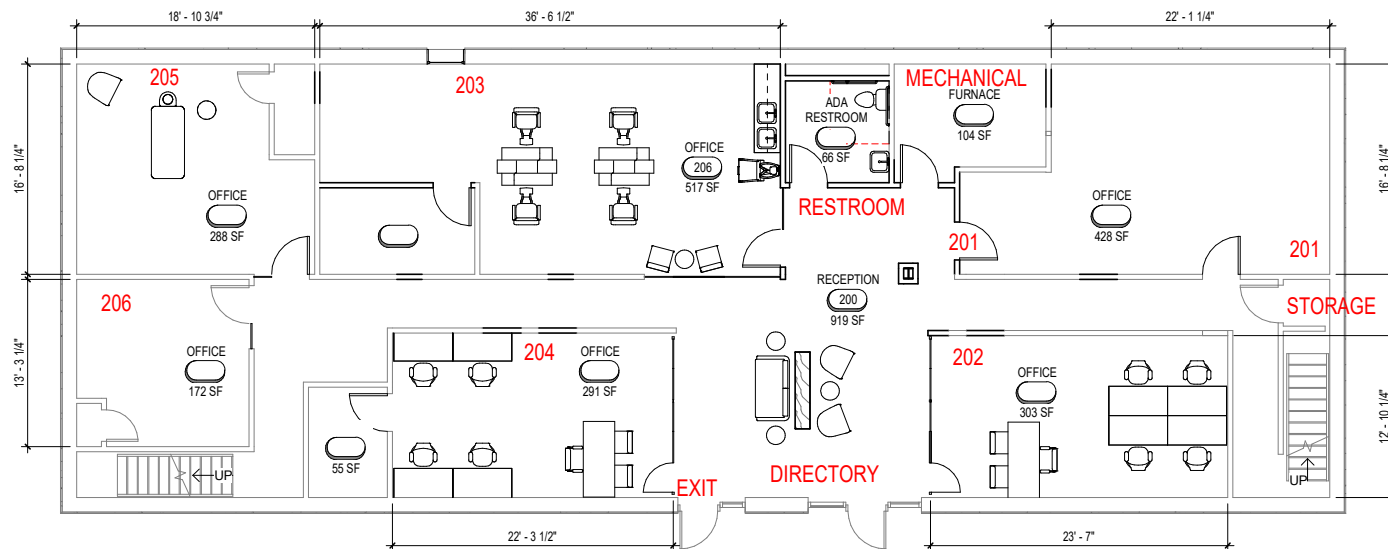 18' - 10 3/4"
36' - 6 1/2"
22' - 1 1/4"
205
203
MECHANICAL
FURNACE
104 SF
ADA
RESTROOM
66 SF
16' - 8 1/4"
16' - 8 1/4"
OFFICE
206
517 SF
OFFICE
288 SF
RESTROOM
OFFICE
428 SF
201
201
206
RECEPTION
200
919 SF
STORAGE
13' - 3 1/4"
OFFICE
172 SF
204
OFFICE
291 SF
202
OFFICE
303 SF
12' - 10 1/4"
55 SF
UP
EXIT
DIRECTORY
UP
22' - 3 1/2"
23' - 7"